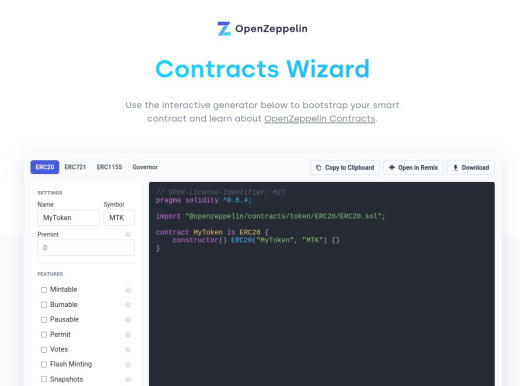 OpenZeppelin
Contracts Wizard
Use the interactive generator below to bootstrap your smart
contract and learn about OpenZeppelin Contracts.
ERC20 ERC721 ERC1155 Governor
Copy to Clipboard Open in Remix Download
SETTINGS
Name Symbol
MyToken MTK
Premint
0
FEATURES
Mintable
Burnable
Pausable
Permit
Votes
Flash Minting
Snapshots
// SPDX-License-Identifier: MIT
pragma solidity ^0.8.4;
import "@openzeppelin/contracts/token/ERC20/ERC20.sol";
contract MyToken is ERC20 {
constructor() ERC20("MyToken", "MTK") {}
}